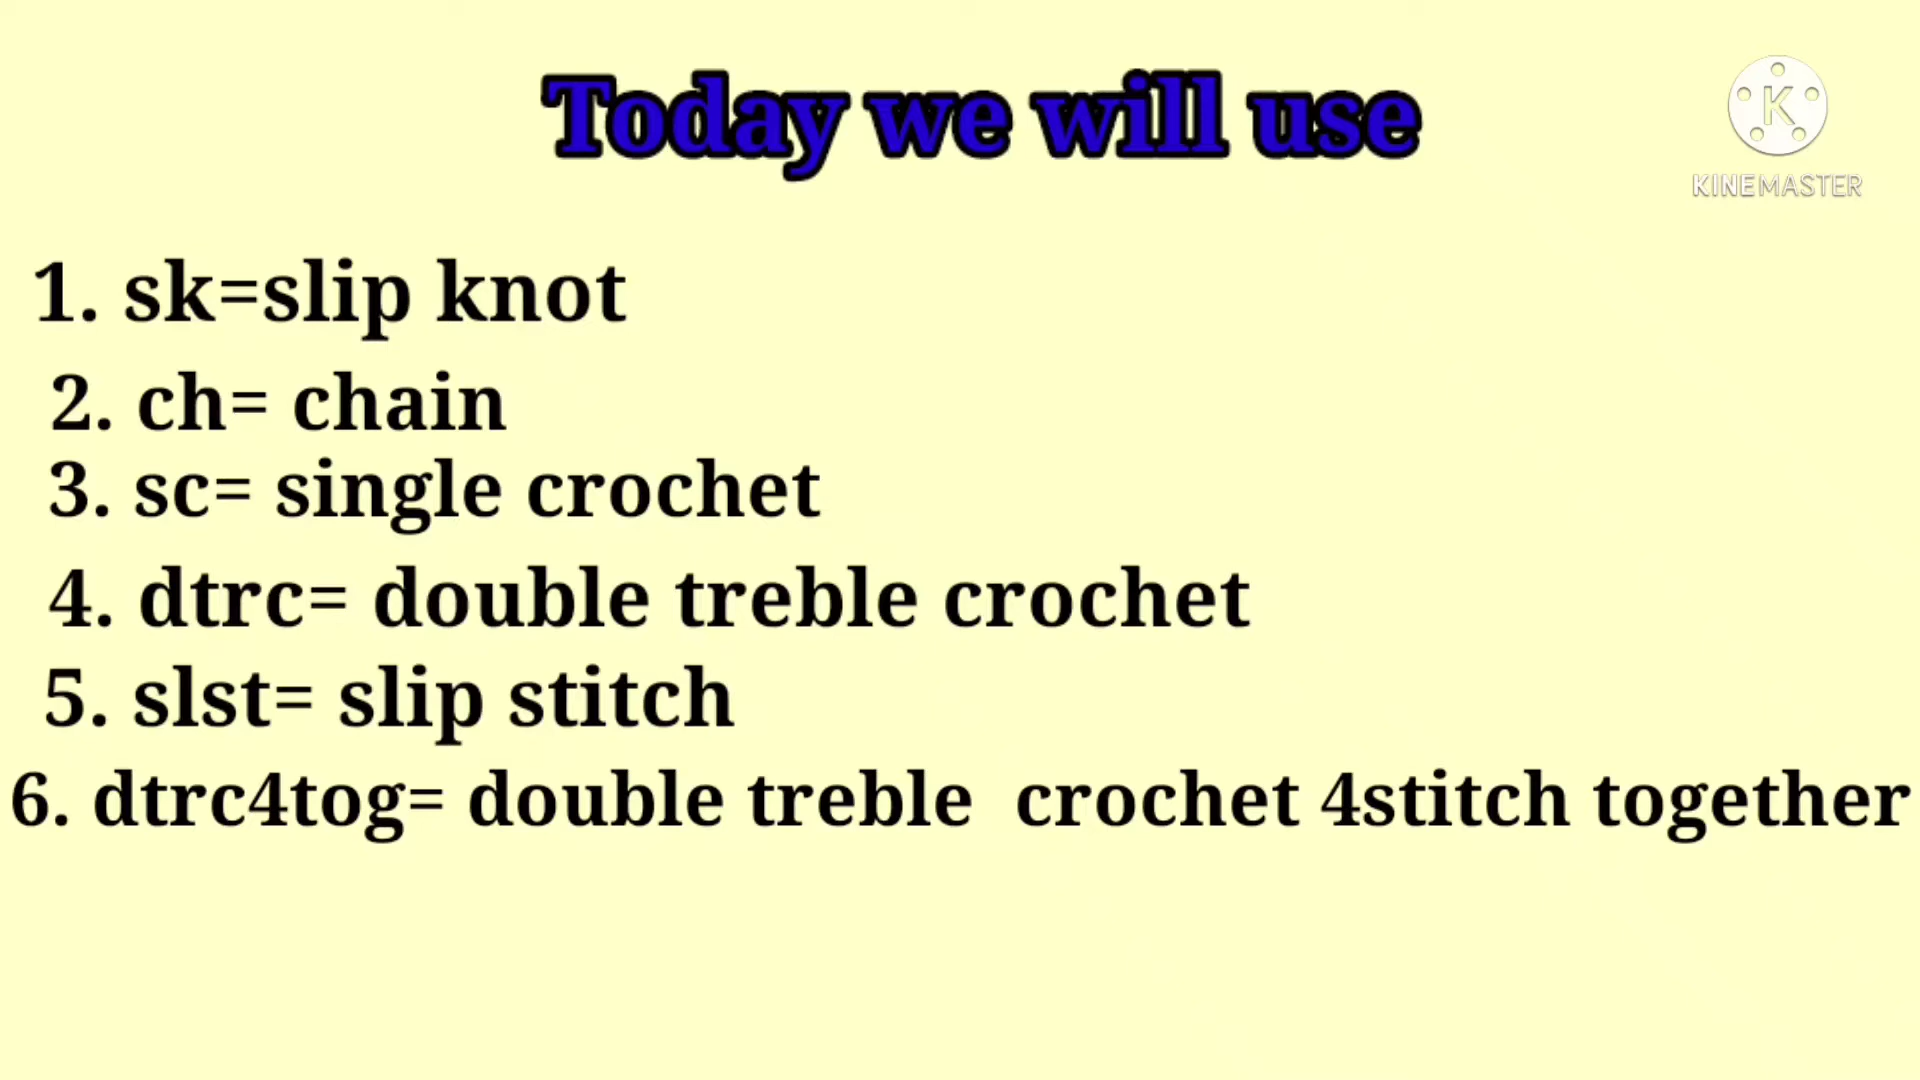 Today we will use
KINEMASTER
1. sk=slip knot
2. ch= chain
3. sc= single crochet
4. dtrc= double treble crochet
5. slst= slip stitch
6. dtrc4tog= double treble  crochet 4stitch together